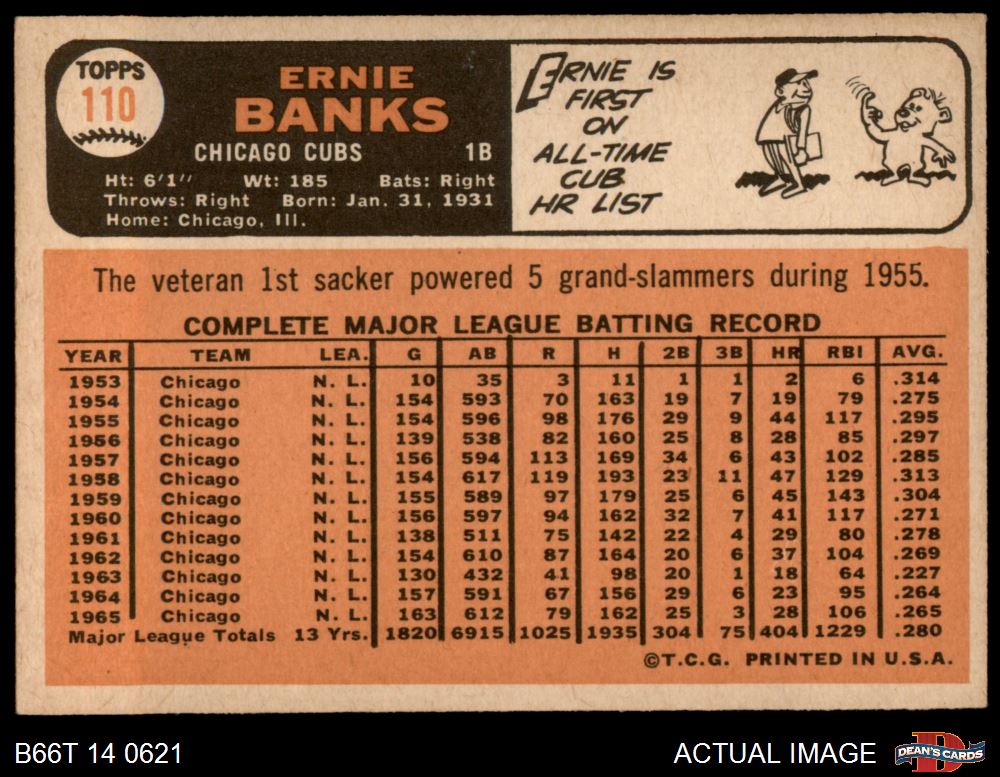 TOPPS
110
ERNIE
BANKS
CHICAGO CUBS 1B
Ht: 6'1" Wt: 185 Bats: Right
Throws: Right Born: Jan. 31, 1931
Home: Chicago, Ill.
ERNIE IS
FIRST
ON
ALL-TIME
CUB
HR LIST
The veteran 1st sacker powered 5 grand-slammers during 1955.
COMPLETE MAJOR LEAGUE BATTING RECORD
YEAR TEAM LEA. G AB R H 2B 3B HR RBI AVG.
1953 Chicago N. L. 10 35 3 11 1 1 2 6 .314
1954 Chicago N. L. 154 593 70 163 19 7 19 79 .275
1955 Chicago N. L. 154 596 98 176 29 9 44 117 .295
1956 Chicago N. L. 139 538 82 160 25 8 28 85 .297
1957 Chicago N. L. 156 594 113 169 34 6 43 102 .285
1958 Chicago N. L. 154 617 119 193 23 11 47 129 .313
1959 Chicago N. L. 155 589 97 179 25 6 45 143 .304
1960 Chicago N. L. 156 597 94 162 32 7 41 117 .271
1961 Chicago N. L. 138 511 75 142 22 4 29 80 .278
1962 Chicago N. L. 154 610 87 164 20 6 37 104 .269
1963 Chicago N. L. 130 432 41 98 20 1 18 64 .227
1964 Chicago N. L. 157 591 67 156 29 6 23 95 .264
1965 Chicago N. L. 163 612 79 162 25 3 28 106 .265
Major League Totals 13 Yrs. 1820 6915 1025 1935 304 75 404 1229 .280
©T.C.G. PRINTED IN U.S.A.
B66T 14 0621 ACTUAL IMAGE DEAN'S CARDS